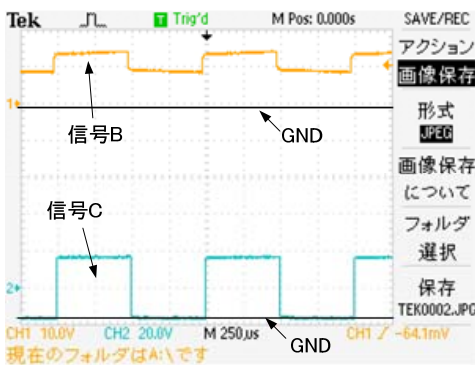 Tek Trig'd M Pos: 0.000s SAVE/REC
アクション
画像保存
形式
JPEG
画像保存
について
フォルダ
選択
保存
TEK0002.JPG
1
信号B
GND
信号C
2
GND
CH1 10.0V CH2 20.0V M 250us CH1 -64.1mV
現在のフォルダはA:\です